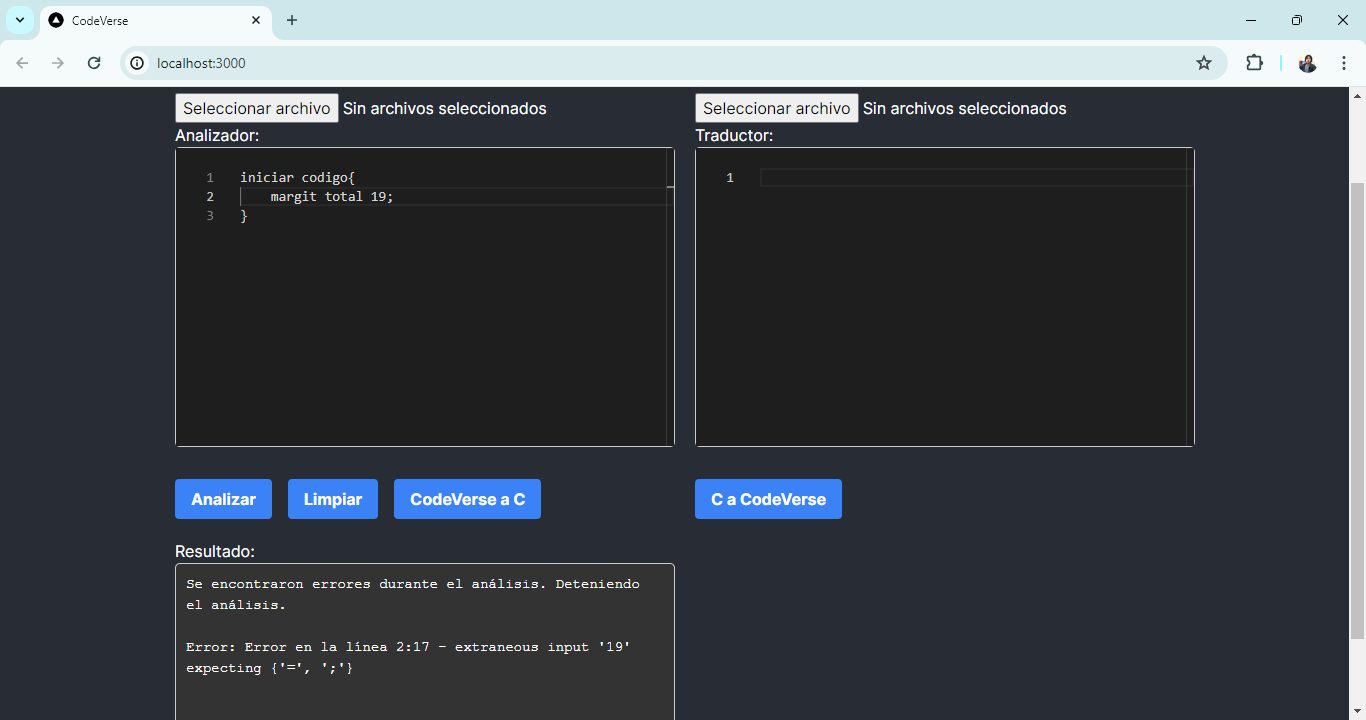 CodeVerse
localhost:3000
Seleccionar archivo Sin archivos seleccionados
Analizador:
1 iniciar codigo{
2 margit total 19;
3 }
Analizar Limpiar CodeVerse a C
Resultado:
Se encontraron errores durante el análisis. Deteniendo
el análisis.
Error: Error en la línea 2:17 - extraneous input '19'
expecting {'=', ';'}
Seleccionar archivo Sin archivos seleccionados
Traductor:
1
C a CodeVerse